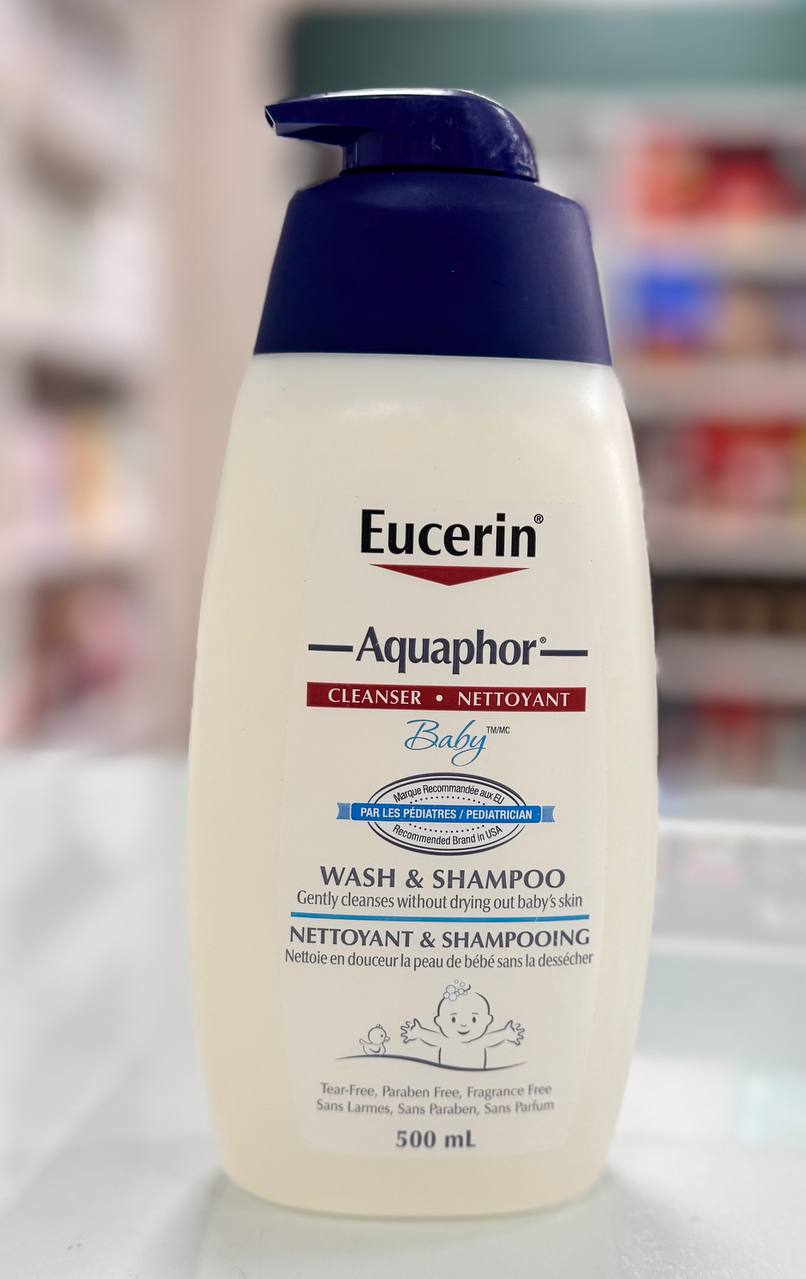 Eucerin®
Aquaphor®
CLEANSER • NETTOYANT
Baby TM/MC
Marque Recommandée aux EU
PAR LES PÉDIATRES / PEDIATRICIAN
Recommended Brand in USA
WASH & SHAMPOO
Gently cleanses without drying out baby's skin
NETTOYANT & SHAMPOOING
Nettoie en douceur la peau de bébé sans la dessécher
Tear-Free, Paraben Free, Fragrance Free
Sans Larmes, Sans Paraben, Sans Parfum
500 mL